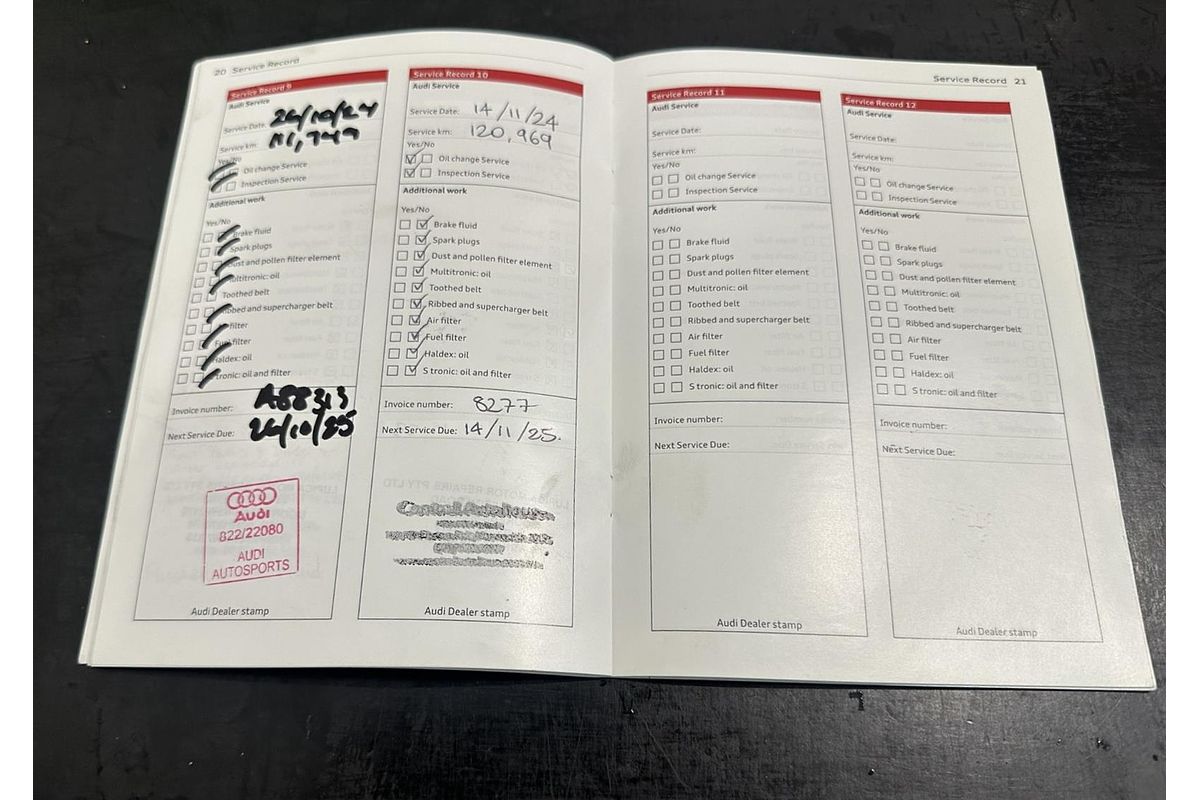 20 Service Record
Service Record 9
Audi Service
Service Date: 26/10/24
Service km: 111,749
Yes/No
Oil change Service
Inspection Service
Additional work
Yes/No
Brake fluid
Spark plugs
Dust and pollen filter element
Multitronic: oil
Toothed belt
Ribbed and supercharger belt
Air filter
Fuel filter
Haldex: oil
S tronic: oil and filter
Invoice number: A88313
Next Service Due: 26/10/25
Audi
822/22080
AUDI
AUTOSPORTS
Audi Dealer stamp
Service Record 10
Audi Service
Service Date: 14/11/24
Service km: 120,969
Yes/No
Oil change Service
Inspection Service
Additional work
Yes/No
Brake fluid
Spark plugs
Dust and pollen filter element
Multitronic: oil
Toothed belt
Ribbed and supercharger belt
Air filter
Fuel filter
Haldex: oil
S tronic: oil and filter
Invoice number: 8277
Next Service Due: 14/11/25.
Audi Dealer stamp
Service Record 21
Service Record 11
Audi Service
Service Date:
Service km:
Yes/No
Oil change Service
Inspection Service
Additional work
Yes/No
Brake fluid
Spark plugs
Dust and pollen filter element
Multitronic: oil
Toothed belt
Ribbed and supercharger belt
Air filter
Fuel filter
Haldex: oil
S tronic: oil and filter
Invoice number:
Next Service Due:
Audi Dealer stamp
Service Record 12
Audi Service
Service Date:
Service km:
Yes/No
Oil change Service
Inspection Service
Additional work
Yes/No
Brake fluid
Spark plugs
Dust and pollen filter element
Multitronic: oil
Toothed belt
Ribbed and supercharger belt
Air filter
Fuel filter
Haldex: oil
S tronic: oil and filter
Invoice number:
Next Service Due:
Audi Dealer stamp